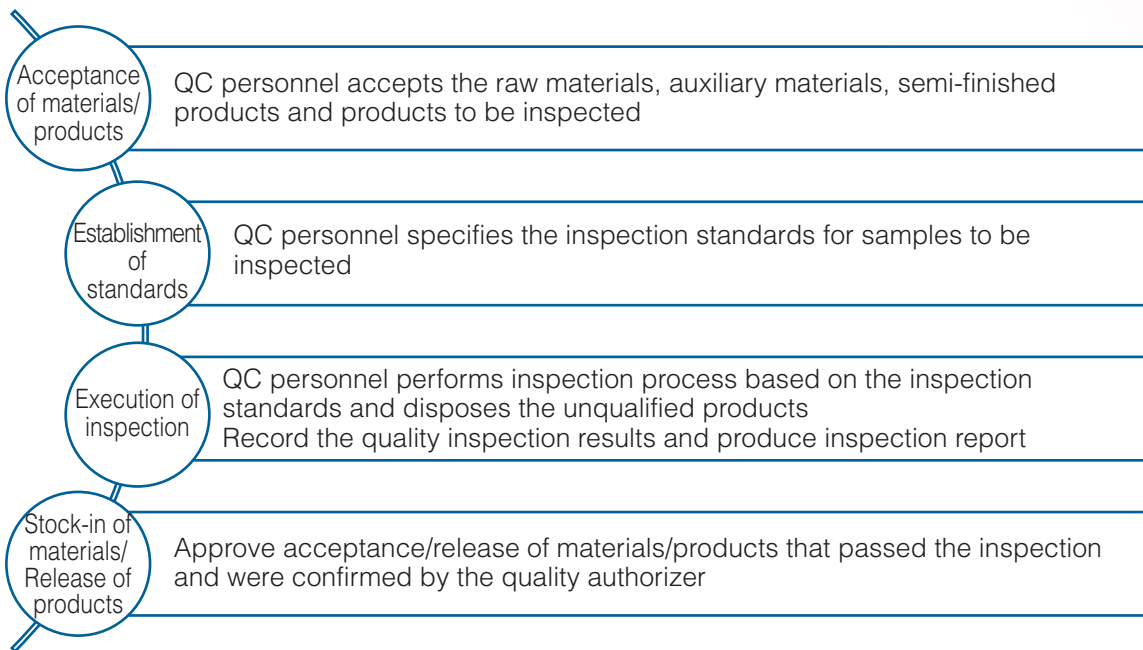 Acceptance
of materials/
products
QC personnel accepts the raw materials, auxiliary materials, semi-finished
products and products to be inspected
Establishment
of
standards
QC personnel specifies the inspection standards for samples to be
inspected
Execution of
inspection
QC personnel performs inspection process based on the inspection
standards and disposes the unqualified products
Record the quality inspection results and produce inspection report
Stock-in of
materials/
Release of
products
Approve acceptance/release of materials/products that passed the inspection
and were confirmed by the quality authorizer